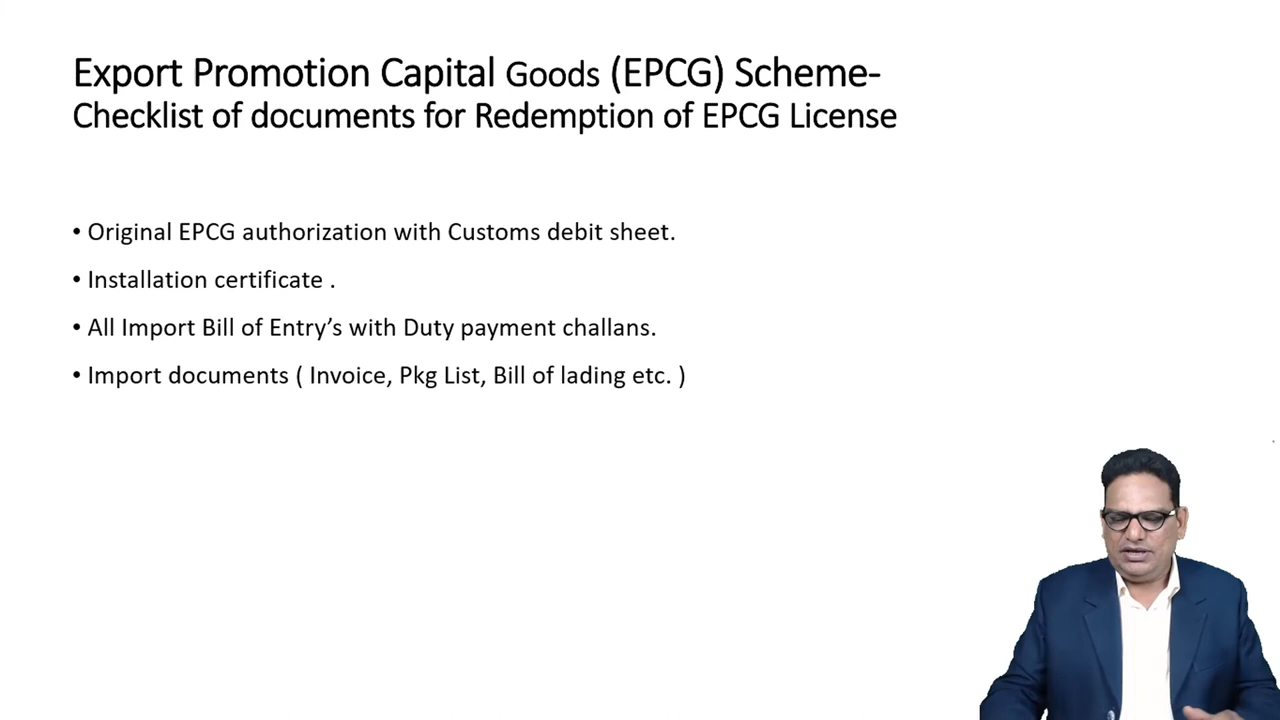 Export Promotion Capital Goods (EPCG) Scheme-
Checklist of documents for Redemption of EPCG License
• Original EPCG authorization with Customs debit sheet.
• Installation certificate .
• All Import Bill of Entry’s with Duty payment challans.
• Import documents ( Invoice, Pkg List, Bill of lading etc. )